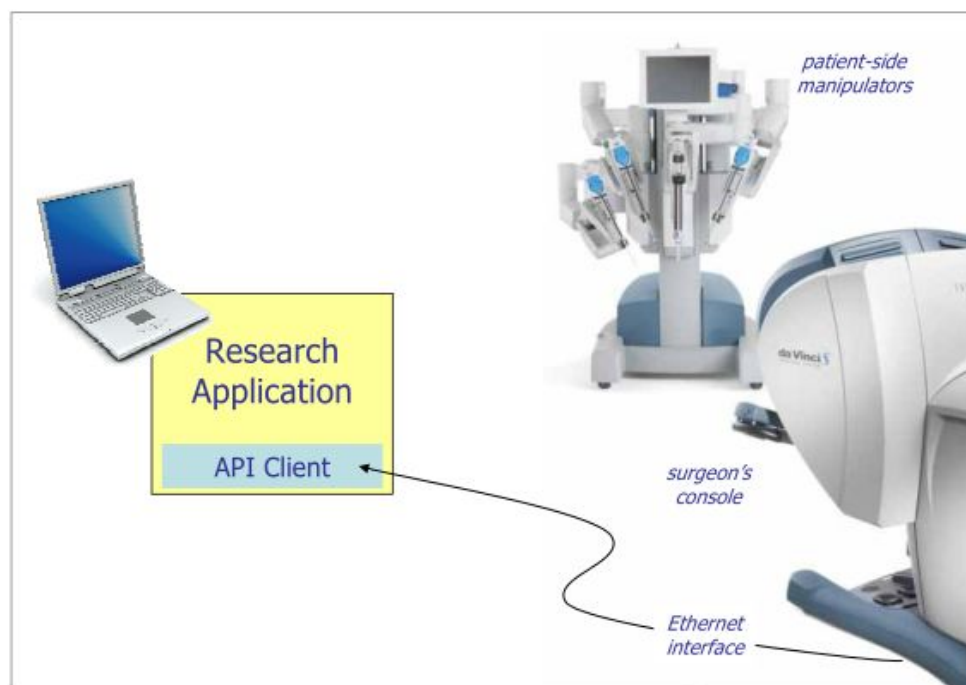 patient-side
manipulators
da Vinci S
Research
Application
API Client
surgeon's
console
Ethernet
interface